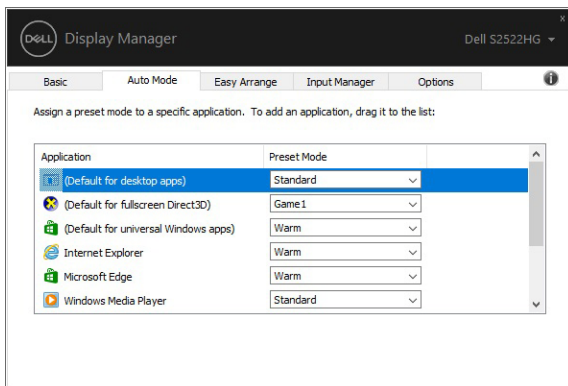 DELL Display Manager Dell S2522HG
Basic Auto Mode Easy Arrange Input Manager Options
Assign a preset mode to a specific application. To add an application, drag it to the list:
Application Preset Mode
(Default for desktop apps) Standard
(Default for fullscreen Direct3D) Game1
(Default for universal Windows apps) Warm
Internet Explorer Warm
Microsoft Edge Warm
Windows Media Player Standard